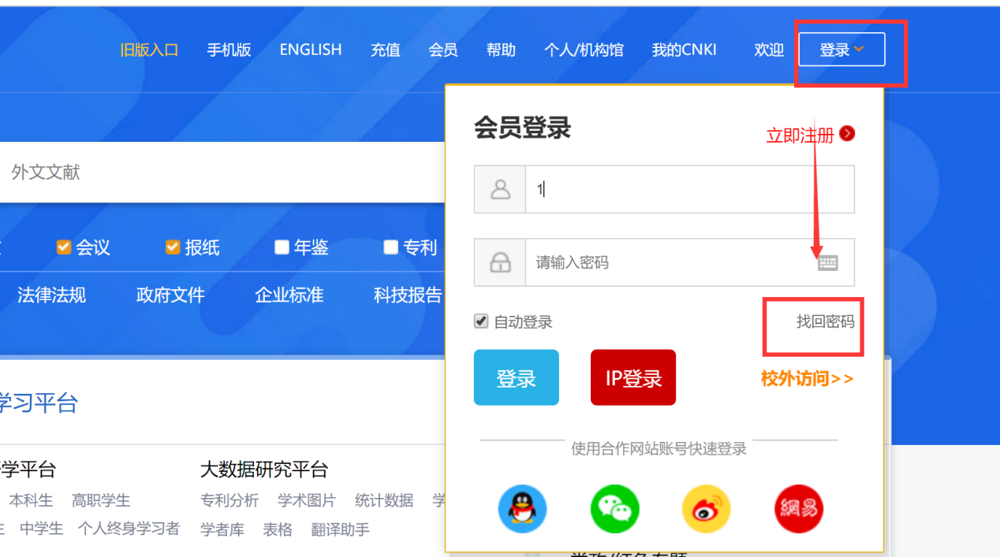 旧版入口 手机版 ENGLISH 充值 会员 帮助 个人/机构馆 我的CNKI 欢迎 登录
会员登录
立即注册
外文文献
1
请输入密码
会议 报纸 年鉴 专利
法律法规 政府文件 企业标准 科技报告
自动登录 找回密码
登录 IP登录 校外访问>>
学习平台
使用合作网站账号快速登录
学平台 大数据研究平台
本科生 高职学生 专利分析 学术图片 统计数据 学
中学生 个人终身学习者 学者库 表格 翻译助手
網易